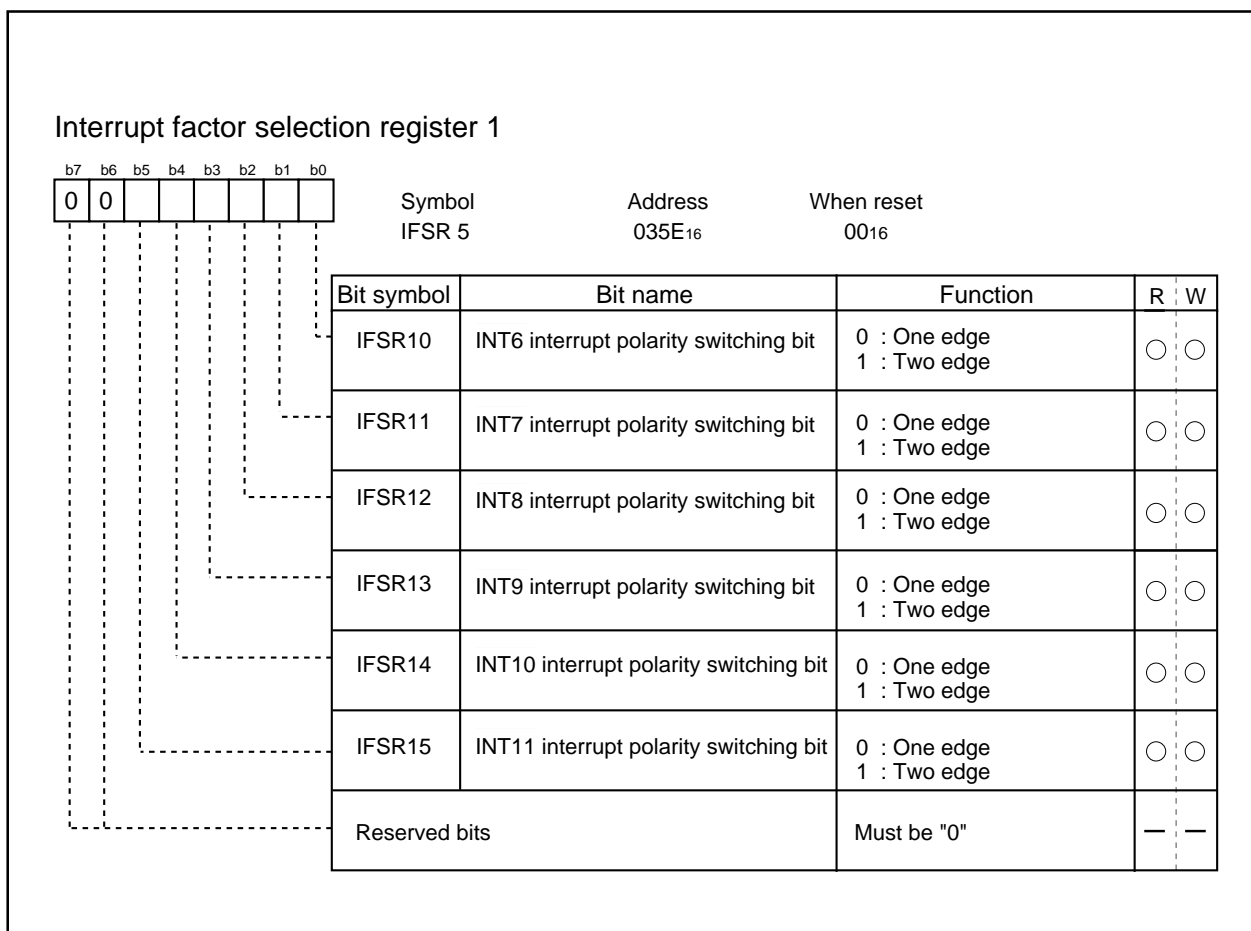 Interrupt factor selection register 1
b7 b6 b5 b4 b3 b2 b1 b0
0 0
Symbol Address When reset
IFSR 5 035E16 0016
Bit symbol Bit name Function R W
IFSR10 INT6 interrupt polarity switching bit 0 : One edge
1 : Two edge
IFSR11 INT7 interrupt polarity switching bit 0 : One edge
1 : Two edge
IFSR12 INT8 interrupt polarity switching bit 0 : One edge
1 : Two edge
IFSR13 INT9 interrupt polarity switching bit 0 : One edge
1 : Two edge
IFSR14 INT10 interrupt polarity switching bit 0 : One edge
1 : Two edge
IFSR15 INT11 interrupt polarity switching bit 0 : One edge
1 : Two edge
Reserved bits Must be "0" — —